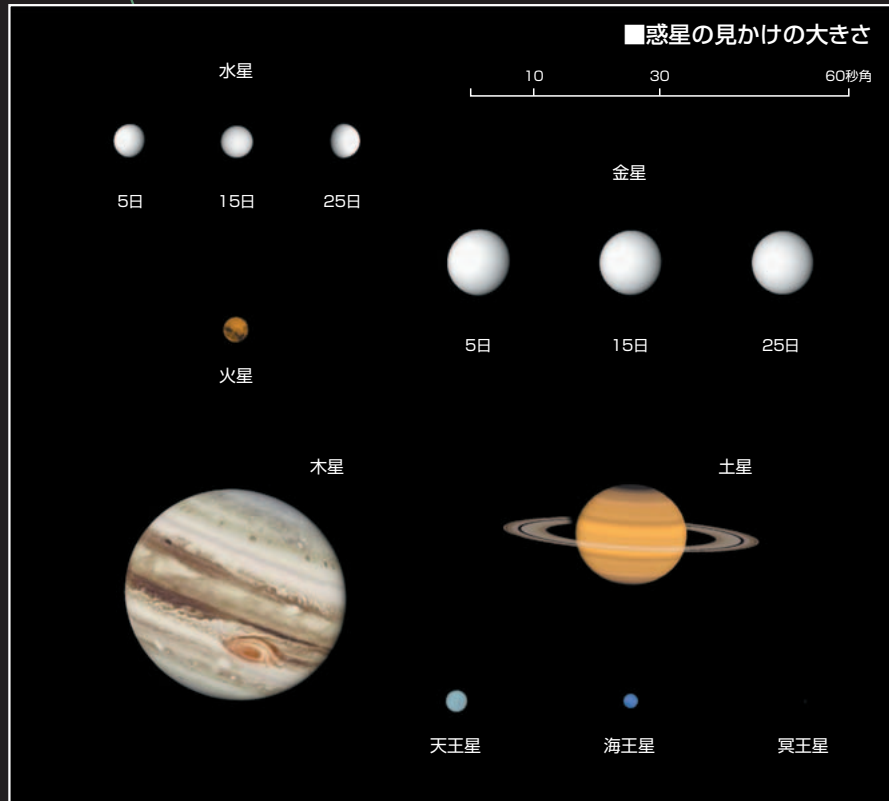 ■惑星の見かけの大きさ
10 30 60秒角
水星
5日 15日 25日
金星
5日 15日 25日
火星
木星
土星
天王星 海王星 冥王星